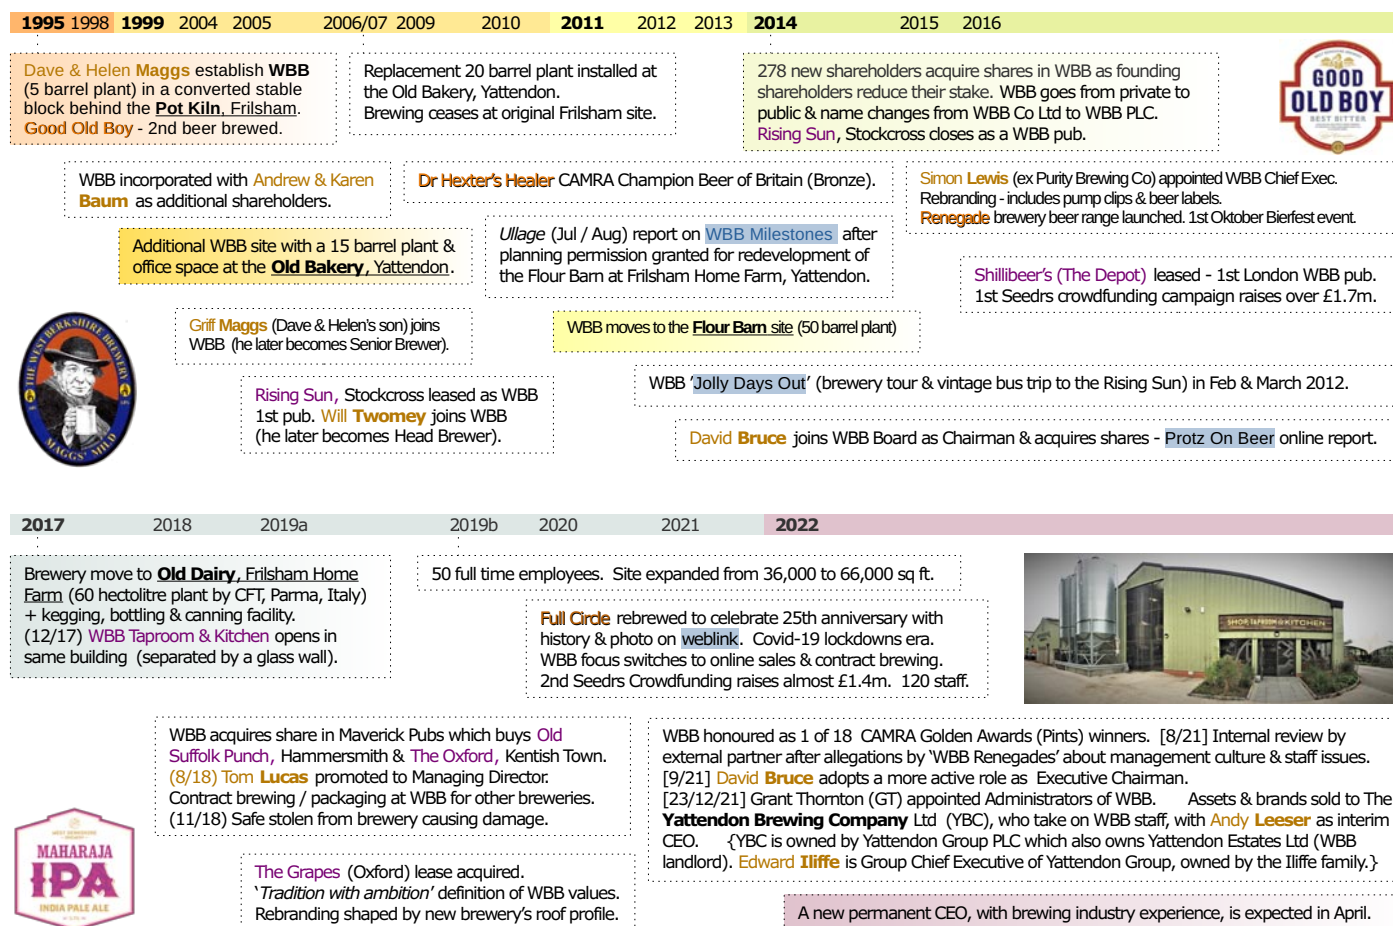 1995 1998 1999 2004 2005 2006/07 2009 2010 2011 2012 2013 2014 2015 2016
Dave & Helen Maggs establish WBB
(5 barrel plant) in a converted stable
block behind the Pot Kiln, Frilsham.
Good Old Boy - 2nd beer brewed.
Replacement 20 barrel plant installed at
the Old Bakery, Yattendon.
Brewing ceases at original Frilsham site.
278 new shareholders acquire shares in WBB as founding
shareholders reduce their stake. WBB goes from private to
public & name changes from WBB Co Ltd to WBB PLC.
Rising Sun, Stockcross closes as a WBB pub.
GOOD
OLD BOY
BEST BITTER
WBB incorporated with Andrew & Karen
Baum as additional shareholders.
Dr Hexter's Healer CAMRA Champion Beer of Britain (Bronze).
Simon Lewis (ex Purity Brewing Co) appointed WBB Chief Exec.
Rebranding - includes pump clips & beer labels.
Renegade brewery beer range launched. 1st Oktober Bierfest event.
Additional WBB site with a 15 barrel plant &
office space at the Old Bakery, Yattendon.
Ullage (Jul / Aug) report on WBB Milestones after
planning permission granted for redevelopment of
the Flour Barn at Frilsham Home Farm, Yattendon.
Shillibeer's (The Depot) leased - 1st London WBB pub.
1st Seedrs crowdfunding campaign raises over £1.7m.
THE WEST BERKSHIRE BREWERY
MAGGS' MILD
Griff Maggs (Dave & Helen's son) joins
WBB (he later becomes Senior Brewer).
WBB moves to the Flour Barn site (50 barrel plant)
Rising Sun, Stockcross leased as WBB
1st pub. Will Twomey joins WBB
(he later becomes Head Brewer).
WBB 'Jolly Days Out' (brewery tour & vintage bus trip to the Rising Sun) in Feb & March 2012.
David Bruce joins WBB Board as Chairman & acquires shares - Protz On Beer online report.
2017 2018 2019a 2019b 2020 2021 2022
Brewery move to Old Dairy, Frilsham Home
Farm (60 hectolitre plant by CFT, Parma, Italy)
+ kegging, bottling & canning facility.
(12/17) WBB Taproom & Kitchen opens in
same building (separated by a glass wall).
50 full time employees. Site expanded from 36,000 to 66,000 sq ft.
Full Circle rebrewed to celebrate 25th anniversary with
history & photo on weblink. Covid-19 lockdowns era.
WBB focus switches to online sales & contract brewing.
2nd Seedrs Crowdfunding raises almost £1.4m. 120 staff.
SHOP, TAPROOM & KITCHEN
WBB acquires share in Maverick Pubs which buys Old
Suffolk Punch, Hammersmith & The Oxford, Kentish Town.
(8/18) Tom Lucas promoted to Managing Director.
Contract brewing / packaging at WBB for other breweries.
(11/18) Safe stolen from brewery causing damage.
WBB honoured as 1 of 18 CAMRA Golden Awards (Pints) winners. [8/21] Internal review by
external partner after allegations by 'WBB Renegades' about management culture & staff issues.
[9/21] David Bruce adopts a more active role as Executive Chairman.
[23/12/21] Grant Thornton (GT) appointed Administrators of WBB. Assets & brands sold to The
Yattendon Brewing Company Ltd (YBC), who take on WBB staff, with Andy Leeser as interim
CEO. {YBC is owned by Yattendon Group PLC which also owns Yattendon Estates Ltd (WBB
landlord). Edward Iliffe is Group Chief Executive of Yattendon Group, owned by the Iliffe family.}
MAHARAJA
IPA
INDIA PALE ALE
The Grapes (Oxford) lease acquired.
'Tradition with ambition' definition of WBB values.
Rebranding shaped by new brewery's roof profile.
A new permanent CEO, with brewing industry experience, is expected in April.